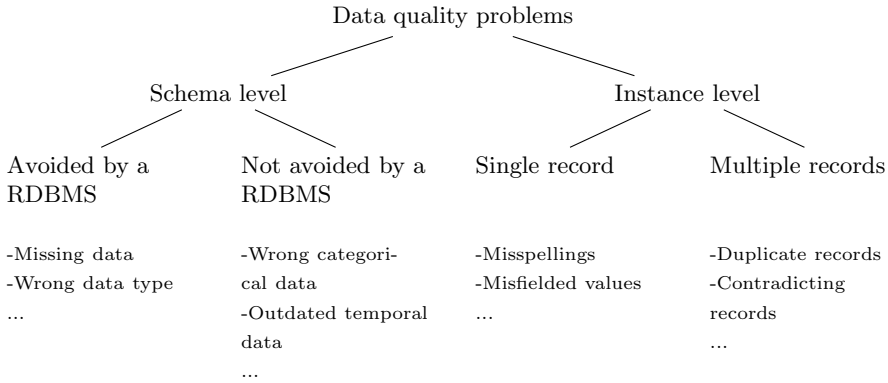 Data quality problems
Schema level
Instance level
Avoided by a
RDBMS
Not avoided by a
RDBMS
Single record
Multiple records
-Missing data
-Wrong data type
...
-Wrong categori-
cal data
-Outdated temporal
data
...
-Misspellings
-Misfielded values
...
-Duplicate records
-Contradicting
records
...